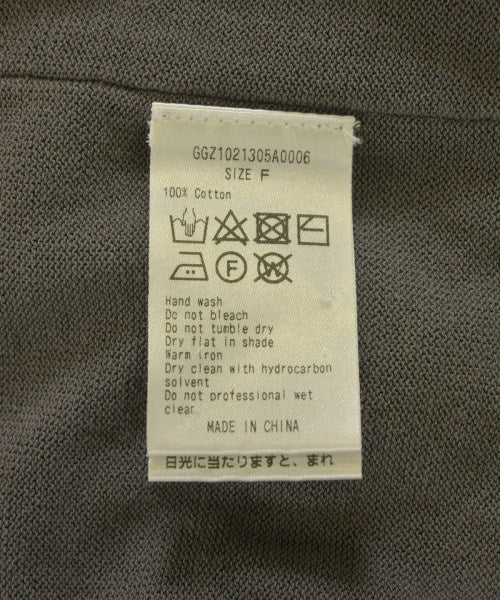 GGZ1021305A0006
SIZE F
100% Cotton
F W
Hand wash
Do not bleach
Do not tumble dry
Dry flat in shade
Warm iron
Dry clean with hydrocarbon
solvent
Do not professional wet
clear
MADE IN CHINA
日光に当たりますと、まれ